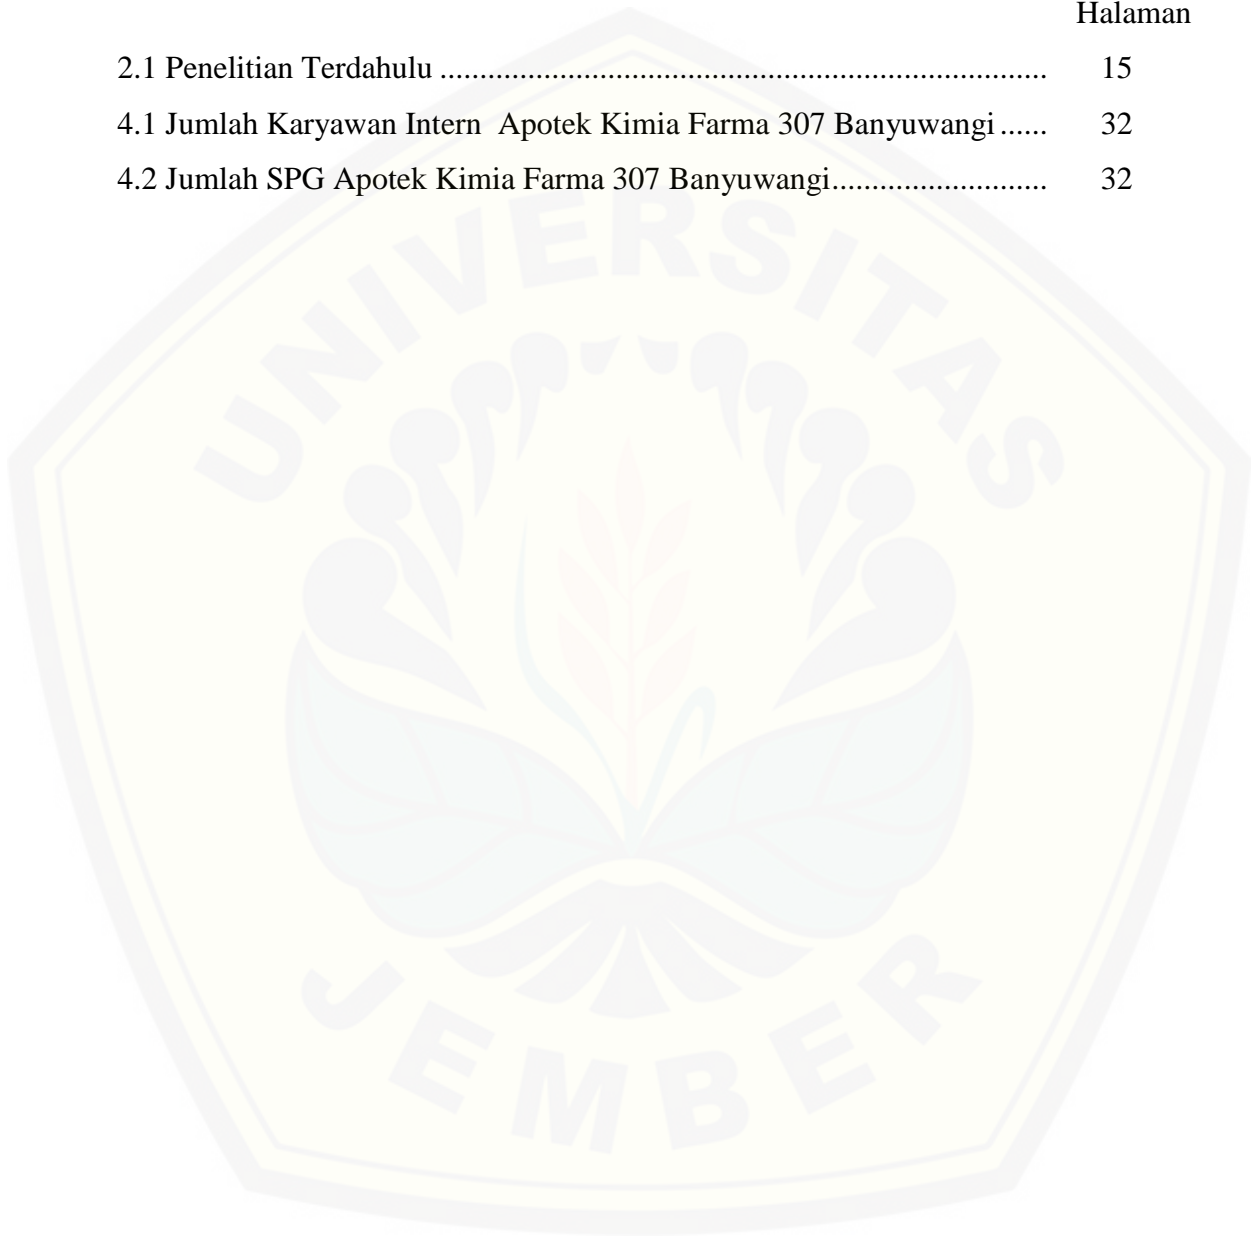 Halaman
2.1 Penelitian Terdahulu ............................................................................ 15
4.1 Jumlah Karyawan Intern Apotek Kimia Farma 307 Banyuwangi ...... 32
4.2 Jumlah SPG Apotek Kimia Farma 307 Banyuwangi........................... 32
UNIVERSITAS
JEMBER